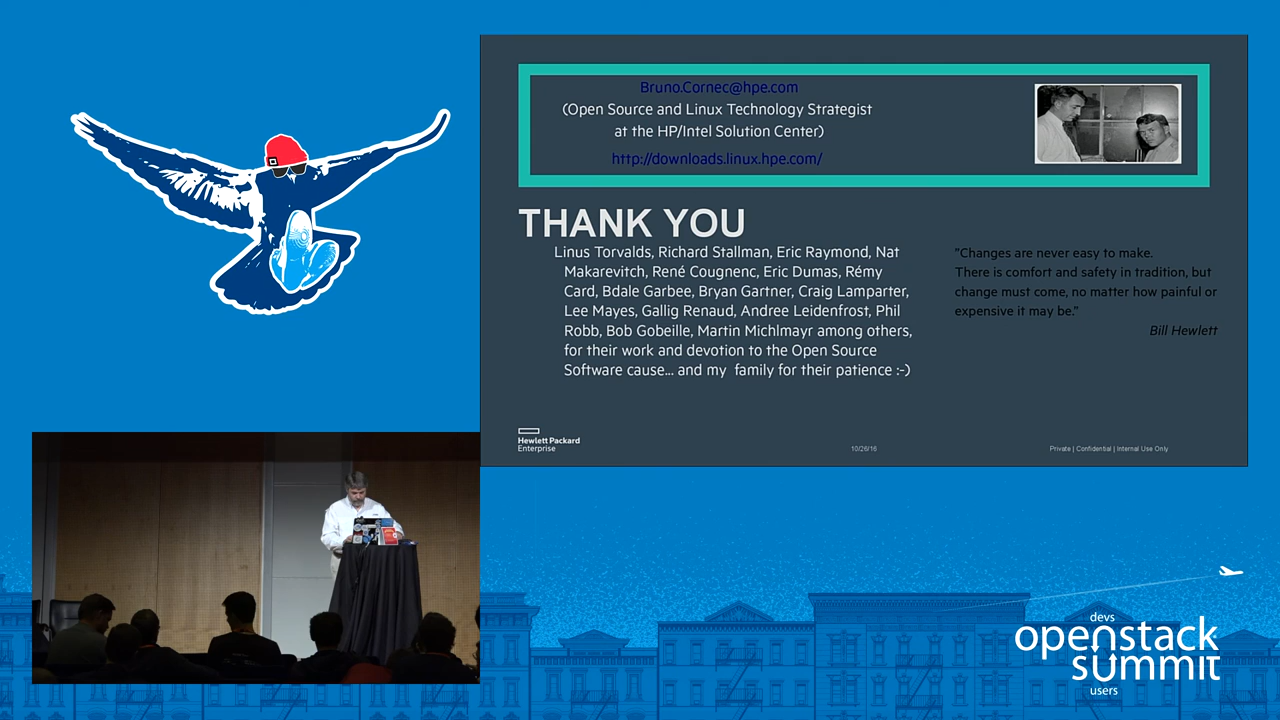 Bruno.Cornec@hpe.com
(Open Source and Linux Technology Strategist
at the HP/Intel Solution Center)
http://downloads.linux.hpe.com/
THANK YOU
Linus Torvalds, Richard Stallman, Eric Raymond, Nat
Makarevitch, René Cougnenc, Eric Dumas, Rémy
Card, Bdale Garbee, Bryan Gartner, Craig Lamparter,
Lee Mayes, Gallig Renaud, Andree Leidenfrost, Phil
Robb, Bob Gobeille, Martin Michlmayr among others,
for their work and devotion to the Open Source
Software cause... and my family for their patience :-)
"Changes are never easy to make.
There is comfort and safety in tradition, but
change must come, no matter how painful or
expensive it may be."
Bill Hewlett
Hewlett Packard
Enterprise
10/26/16
Private | Confidential | Internal Use Only
devs
openstack
summit
users